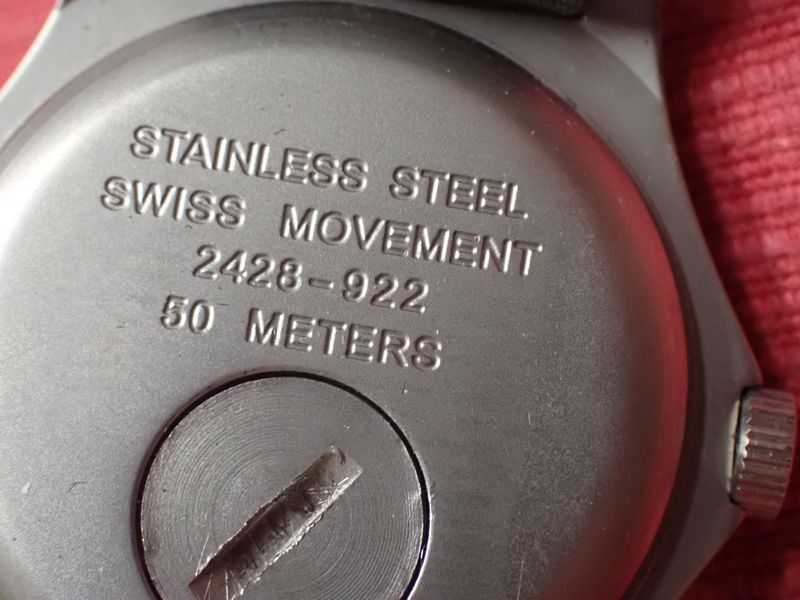 STAINLESS STEEL
SWISS MOVEMENT
2428-922
50 METERS